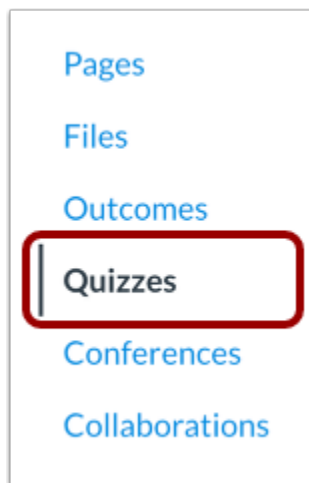 Pages
Files
Outcomes
Quizzes
Conferences
Collaborations